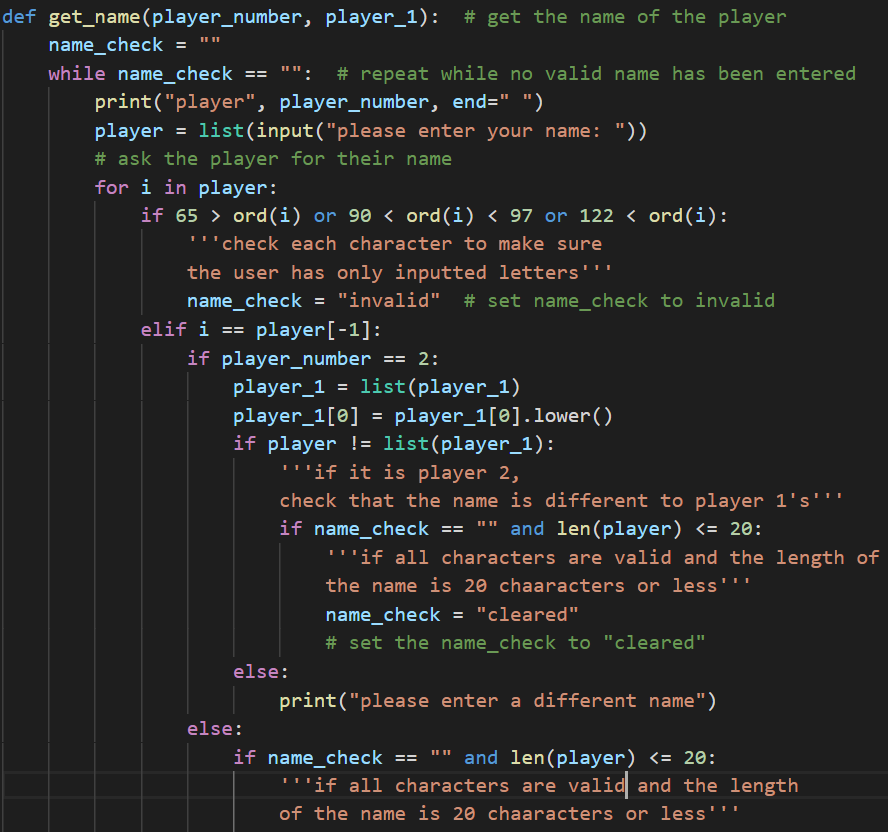 def get_name(player_number, player_1):  # get the name of the player
    name_check = ""
    while name_check == "":  # repeat while no valid name has been entered
        print("player", player_number, end=" ")
        player = list(input("please enter your name: "))
        # ask the player for their name
        for i in player:
            if 65 > ord(i) or 90 < ord(i) < 97 or 122 < ord(i):
                '''check each character to make sure
                the user has only inputted letters'''
                name_check = "invalid"  # set name_check to invalid
            elif i == player[-1]:
                if player_number == 2:
                    player_1 = list(player_1)
                    player_1[0] = player_1[0].lower()
                    if player != list(player_1):
                        '''if it is player 2,
                        check that the name is different to player 1's'''
                        if name_check == "" and len(player) <= 20:
                            '''if all characters are valid and the length of
                            the name is 20 chaaracters or less'''
                            name_check = "cleared"
                            # set the name_check to "cleared"
                    else:
                        print("please enter a different name")
                else:
                    if name_check == "" and len(player) <= 20:
                        '''if all characters are valid and the length
                        of the name is 20 chaaracters or less'''